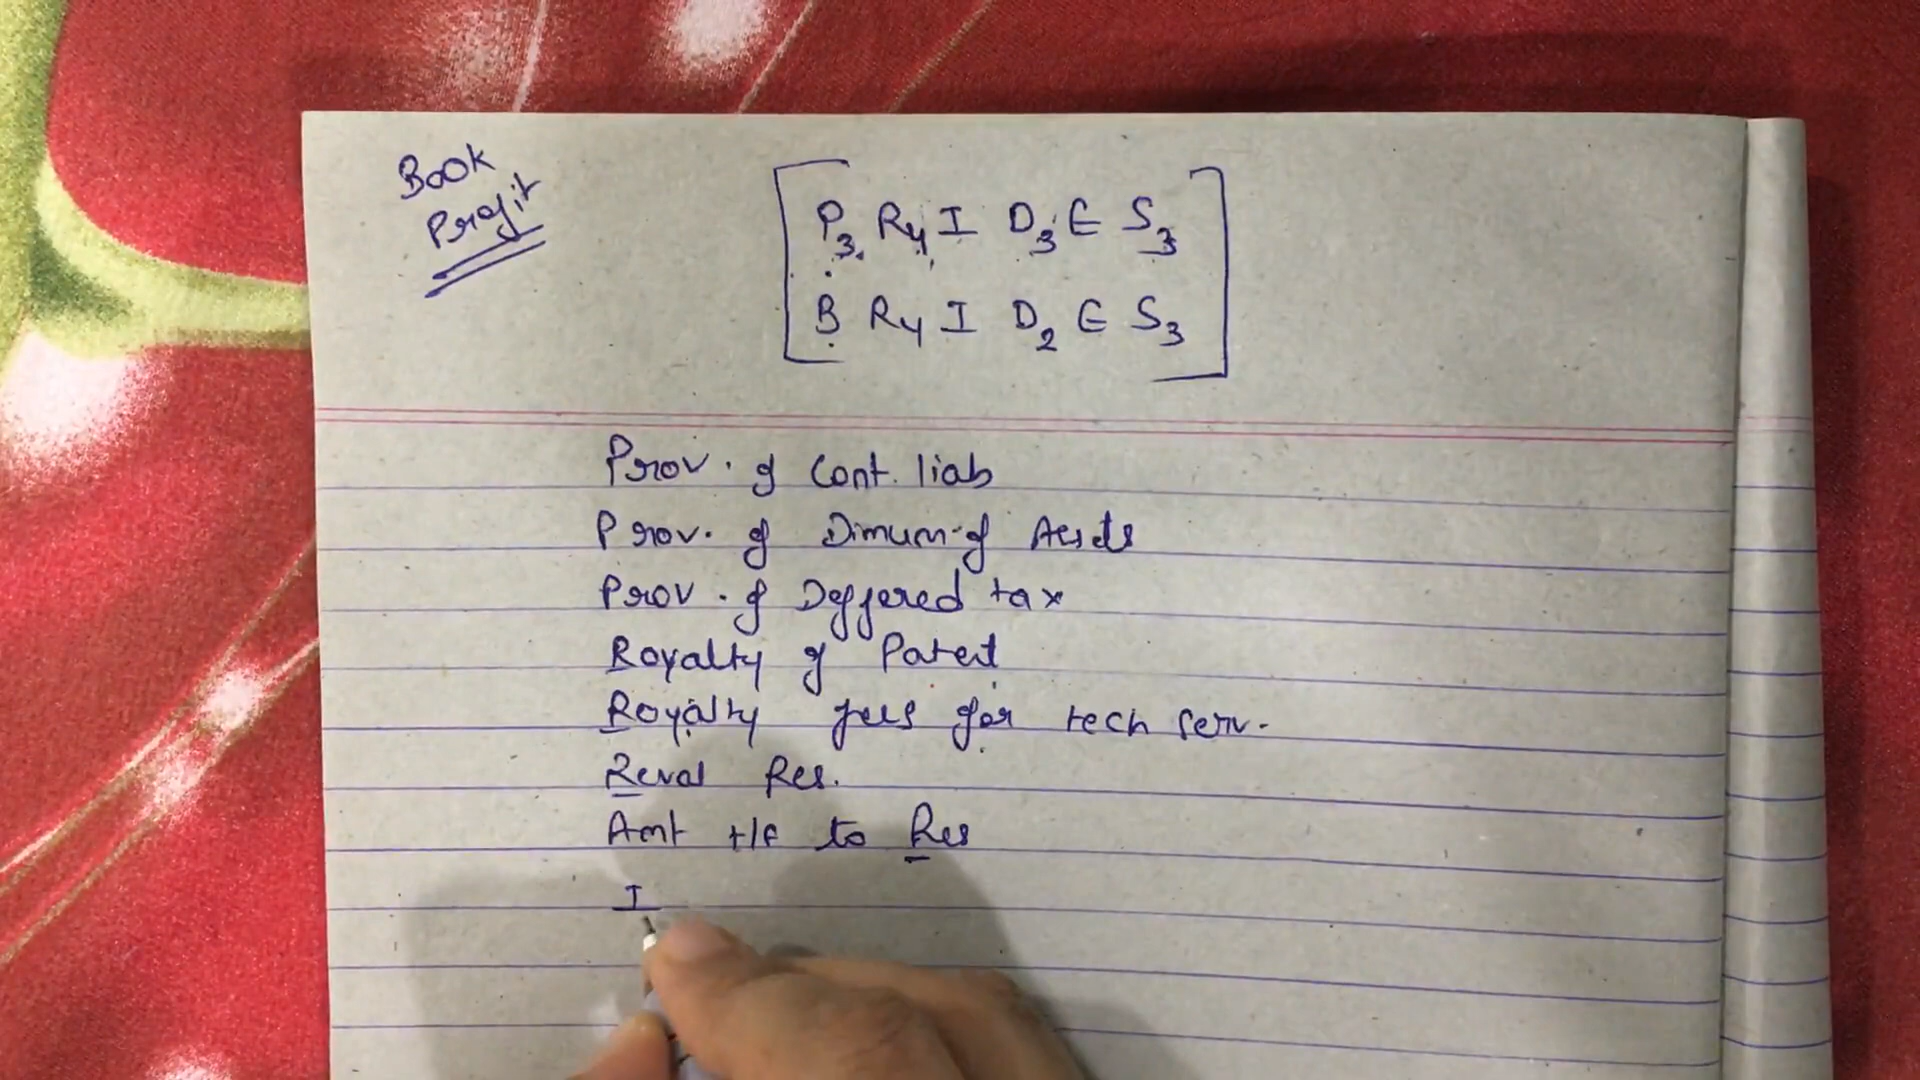 Book
Profit
P3 R4 I D3 E S3
B R4 I D2 E S3
Prov. of Cont. liab
Prov. of Dimun. of Assets
Prov. of Deffered tax
Royalty of Patent
Royalty fees for tech serv.
Reval Res.
Amt t/f to Res
I